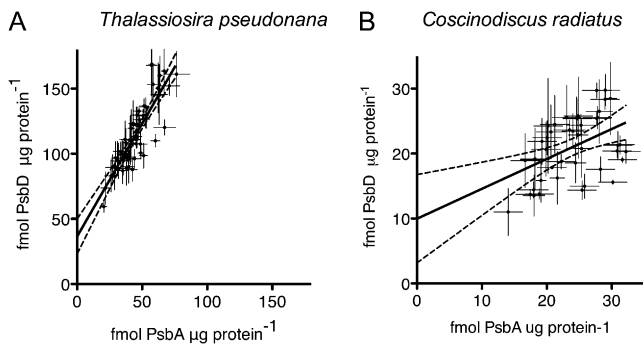 A Thalassiosira pseudonana
fmol PsbD µg protein-1
150
100
50
0
0 50 100 150
fmol PsbA µg protein-1
B Coscinodiscus radiatus
fmol PsbD µg protein-1
30
20
10
0
0 10 20 30
fmol PsbA ug protein-1